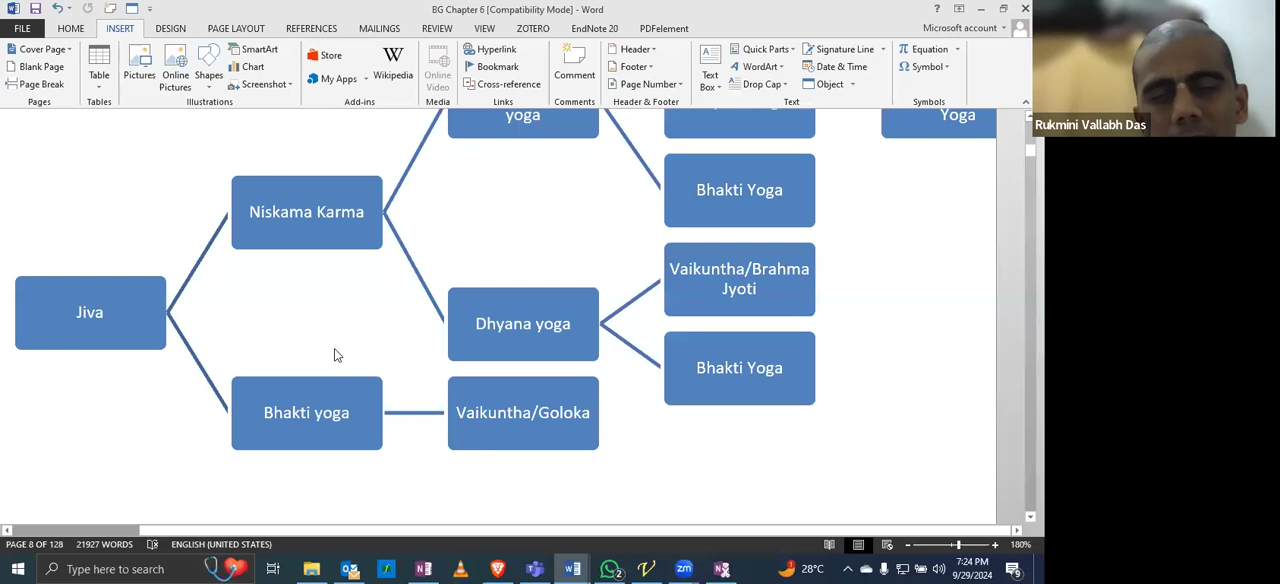 BG Chapter 6 [Compatibility Mode] - Word
FILE HOME INSERT DESIGN PAGE LAYOUT REFERENCES MAILINGS REVIEW VIEW ZOTERO EndNote 20 PDFelement Microsoft account
Cover Page
Blank Page
Page Break
Pages
Table
Tables
Pictures
Online
Pictures
Shapes
SmartArt
Chart
Screenshot
Illustrations
Store
My Apps
Wikipedia
Add-ins
Online
Video
Media
Hyperlink
Bookmark
Cross-reference
Links
Comment
Comments
Header
Footer
Page Number
Header & Footer
Text
Box
Quick Parts
WordArt
Drop Cap
Signature Line
Date & Time
Object
Text
Equation
Symbol
Symbols
Rukmini Vallabh Das
yoga
Yoga
Bhakti Yoga
Niskama Karma
Vaikuntha/Brahma
Jyoti
Jiva
Dhyana yoga
Bhakti Yoga
Bhakti yoga
Vaikuntha/Goloka
PAGE 8 OF 128 21927 WORDS ENGLISH (UNITED STATES) 180%
Type here to search
2
28°C
7:24 PM
9/29/2024
9